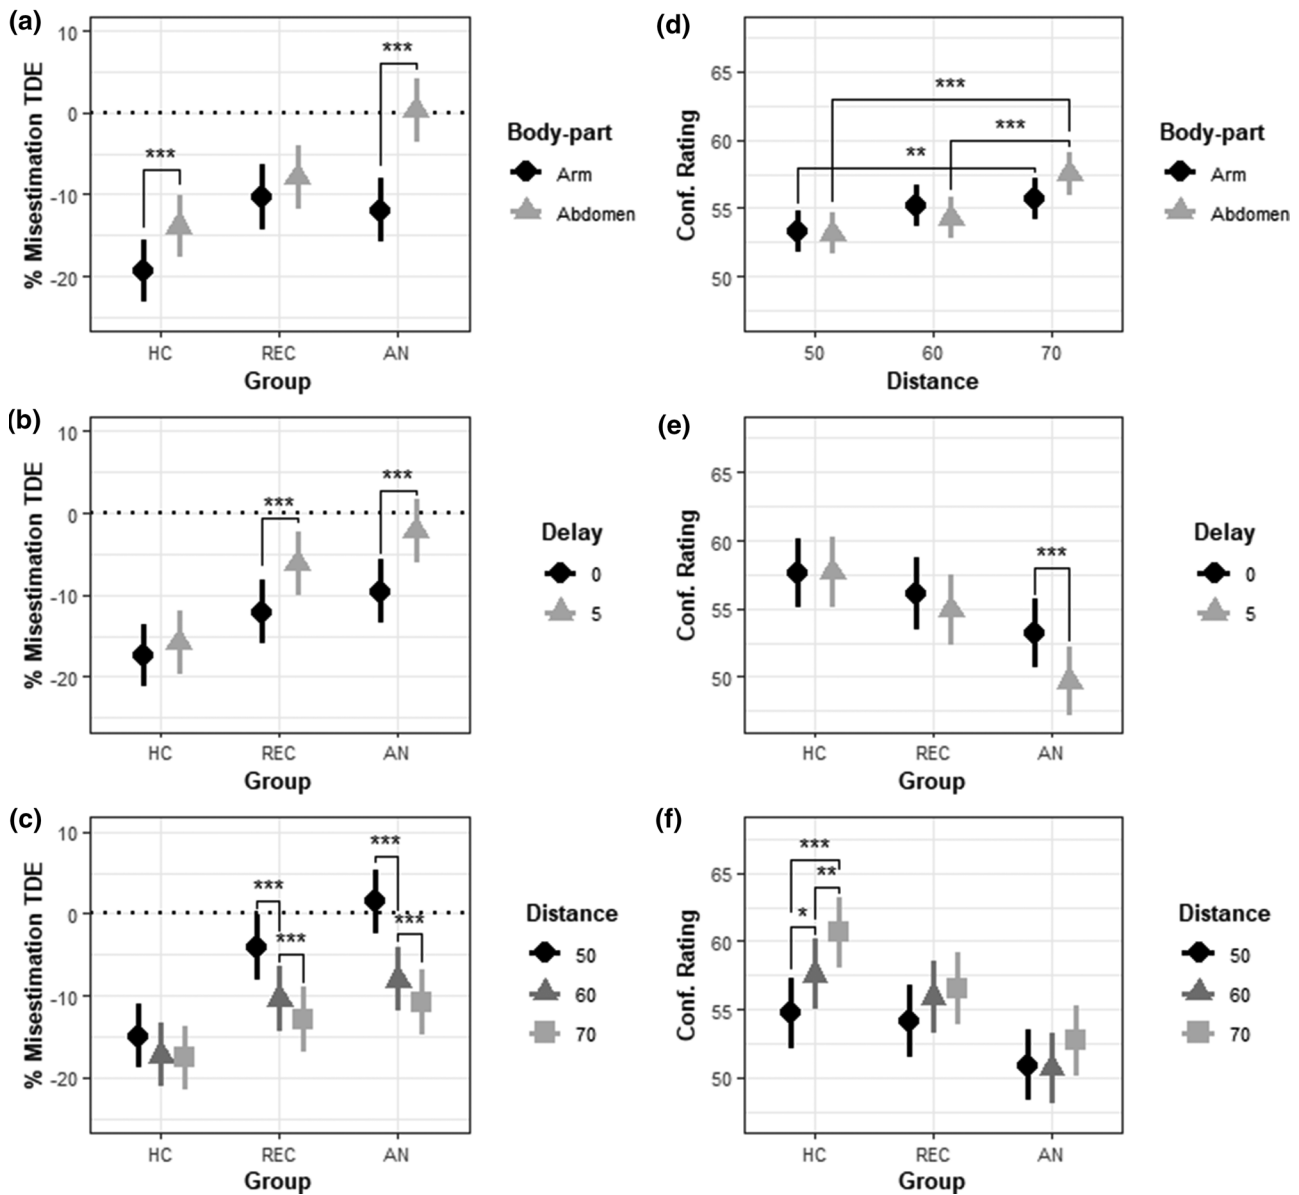 (a)
% Misestimation TDE
10
0
-10
-20
***
***
HC REC AN
Group
Body-part
Arm
Abdomen
(d)
Conf. Rating
65
60
55
50
***
***
**
50 60 70
Distance
Body-part
Arm
Abdomen
(b)
% Misestimation TDE
10
0
-10
-20
***
***
HC REC AN
Group
Delay
0
5
(e)
Conf. Rating
65
60
55
50
***
HC REC AN
Group
Delay
0
5
(c)
% Misestimation TDE
10
0
-10
-20
***
***
***
***
HC REC AN
Group
Distance
50
60
70
(f)
Conf. Rating
65
60
55
50
***
**
*
HC REC AN
Group
Distance
50
60
70